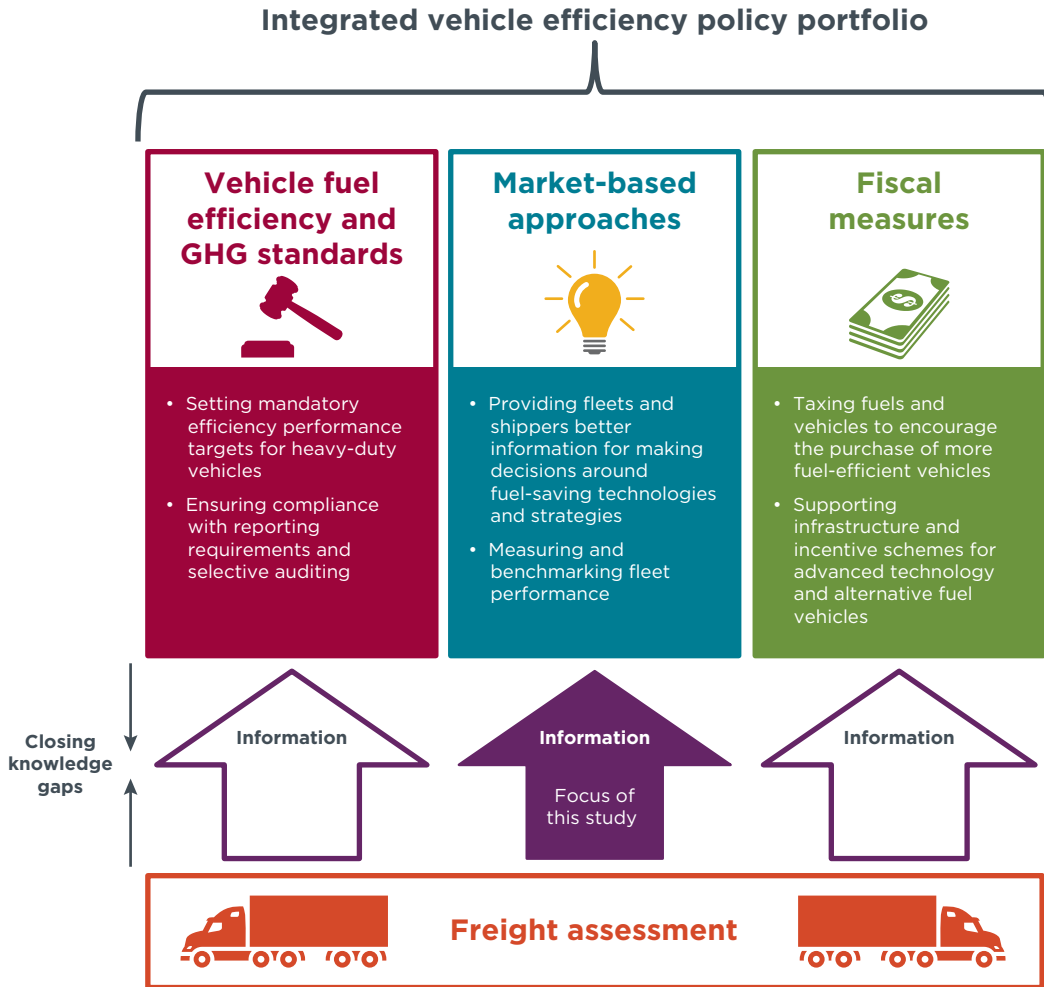 Integrated vehicle efficiency policy portfolio
Vehicle fuel
efficiency and
GHG standards
• Setting mandatory
efficiency performance
targets for heavy-duty
vehicles
• Ensuring compliance
with reporting
requirements and
selective auditing
Market-based
approaches
• Providing fleets and
shippers better
information for making
decisions around
fuel-saving technologies
and strategies
• Measuring and
benchmarking fleet
performance
Fiscal
measures
$
• Taxing fuels and
vehicles to encourage
the purchase of more
fuel-efficient vehicles
• Supporting
infrastructure and
incentive schemes for
advanced technology
and alternative fuel
vehicles
Closing
knowledge
gaps
Information
Information
Focus of
this study
Information
Freight assessment